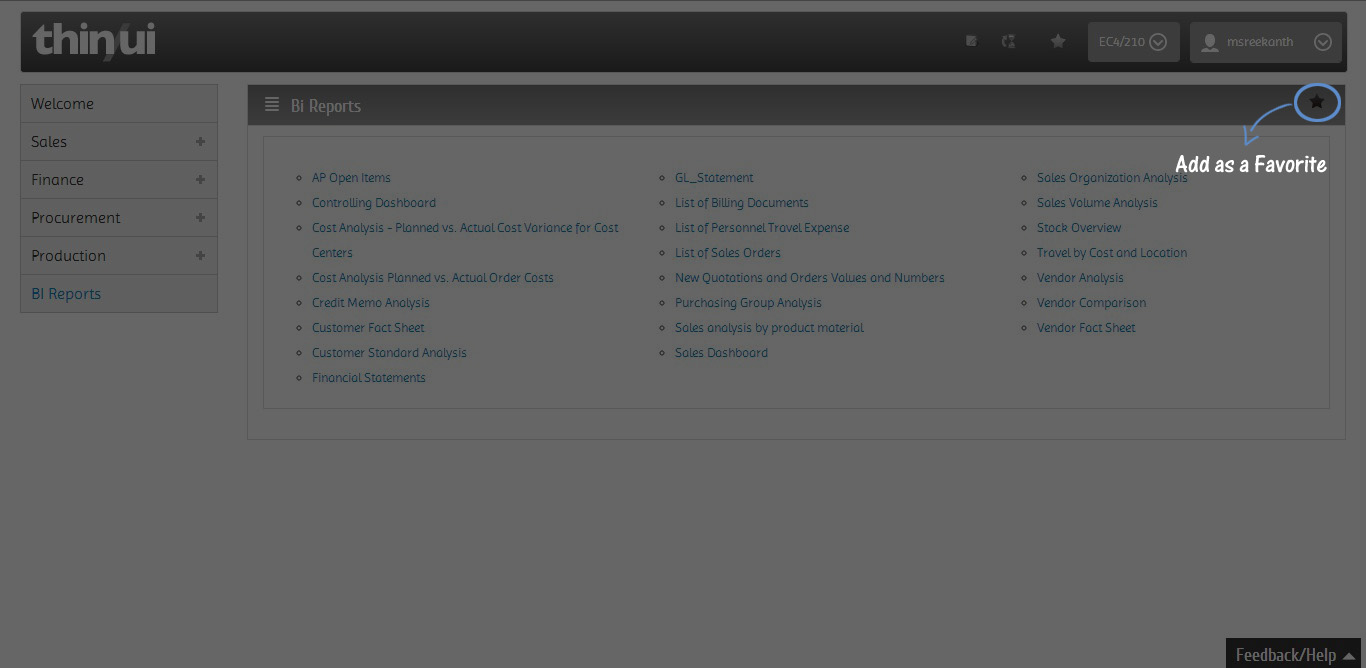 thin/ui
EC4/210
msreekanth
Welcome
Sales
Finance
Procurement
Production
BI Reports
Bi Reports
Add as a Favorite
AP Open Items
Controlling Dashboard
Cost Analysis - Planned vs. Actual Cost Variance for Cost
Centers
Cost Analysis Planned vs. Actual Order Costs
Credit Memo Analysis
Customer Fact Sheet
Customer Standard Analysis
Financial Statements
GL_Statement
List of Billing Documents
List of Personnel Travel Expense
List of Sales Orders
New Quotations and Orders Values and Numbers
Purchasing Group Analysis
Sales analysis by product material
Sales Dashboard
Sales Organization Analysis
Sales Volume Analysis
Stock Overview
Travel by Cost and Location
Vendor Analysis
Vendor Comparison
Vendor Fact Sheet
Feedback/Help